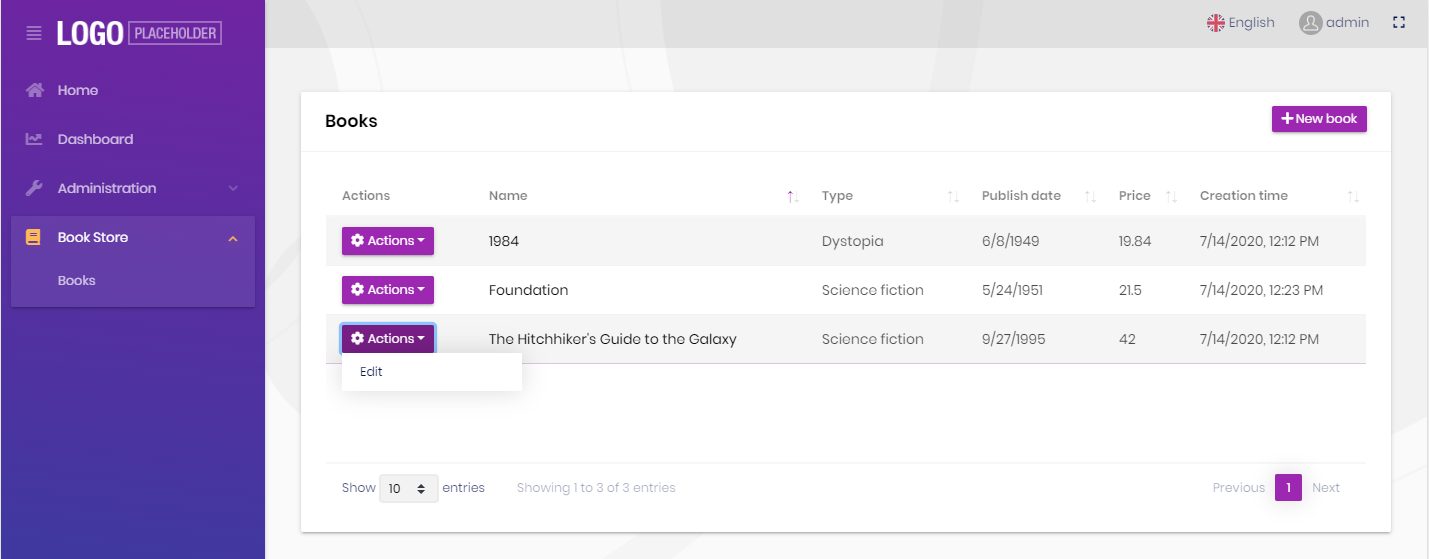 LOGO PLACEHOLDER
English admin
Home
Dashboard
Administration
Book Store
Books
Books
New book
Actions Name Type Publish date Price Creation time
Actions 1984 Dystopia 6/8/1949 19.84 7/14/2020, 12:12 PM
Actions Foundation Science fiction 5/24/1951 21.5 7/14/2020, 12:23 PM
Actions The Hitchhiker's Guide to the Galaxy Science fiction 9/27/1995 42 7/14/2020, 12:12 PM
Edit
Show 10 entries Showing 1 to 3 of 3 entries Previous 1 Next